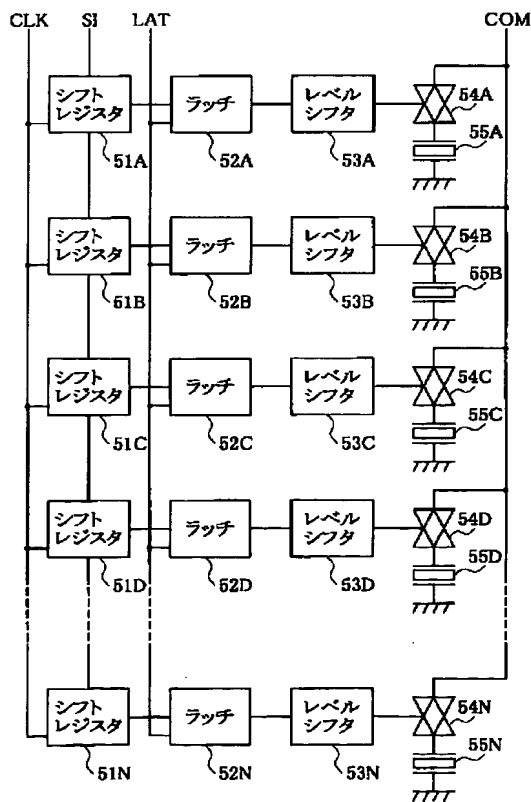 CLK SI LAT COM
シフト
レジスタ
ラッチ
レベル
シフタ
54A
55A
51A 52A 53A
シフト
レジスタ
ラッチ
レベル
シフタ
54B
55B
51B 52B 53B
シフト
レジスタ
ラッチ
レベル
シフタ
54C
55C
51C 52C 53C
シフト
レジスタ
ラッチ
レベル
シフタ
54D
55D
51D 52D 53D
シフト
レジスタ
ラッチ
レベル
シフタ
54N
55N
51N 52N 53N